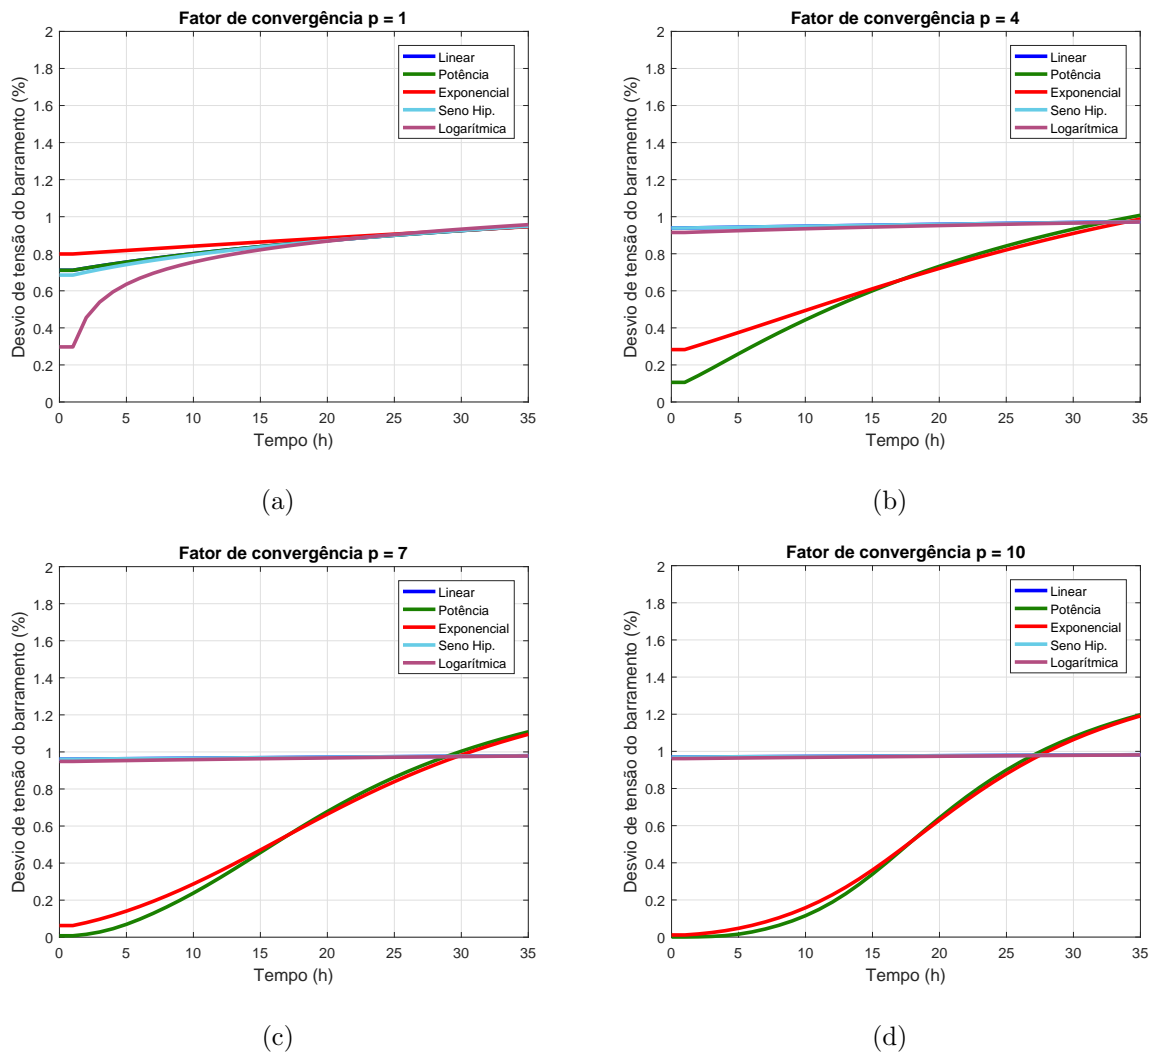 Fator de convergência p = 1
Desvio de tensão do barramento (%)
2
1.8
1.6
1.4
1.2
1
0.8
0.6
0.4
0.2
0
Linear
Potência
Exponencial
Seno Hip.
Logarítmica
0 5 10 15 20 25 30 35
Tempo (h)
(a)
Fator de convergência p = 4
Desvio de tensão do barramento (%)
2
1.8
1.6
1.4
1.2
1
0.8
0.6
0.4
0.2
0
Linear
Potência
Exponencial
Seno Hip.
Logarítmica
0 5 10 15 20 25 30 35
Tempo (h)
(b)
Fator de convergência p = 7
Desvio de tensão do barramento (%)
2
1.8
1.6
1.4
1.2
1
0.8
0.6
0.4
0.2
0
Linear
Potência
Exponencial
Seno Hip.
Logarítmica
0 5 10 15 20 25 30 35
Tempo (h)
(c)
Fator de convergência p = 10
Desvio de tensão do barramento (%)
2
1.8
1.6
1.4
1.2
1
0.8
0.6
0.4
0.2
0
Linear
Potência
Exponencial
Seno Hip.
Logarítmica
0 5 10 15 20 25 30 35
Tempo (h)
(d)